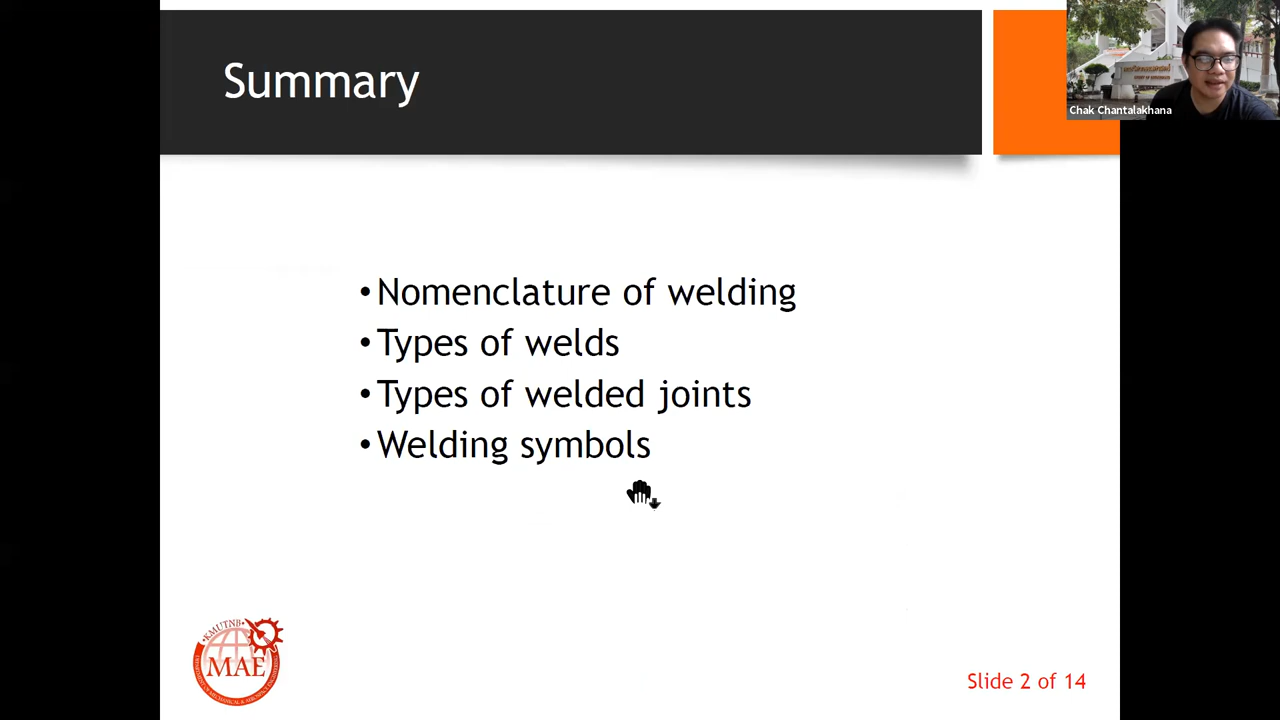 Summary
Chak Chantalakhana
•Nomenclature of welding
•Types of welds
•Types of welded joints
•Welding symbols
•KMUTNB•
MAE
Slide 2 of 14